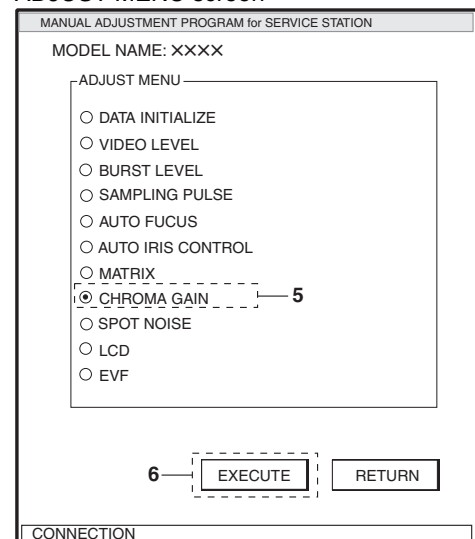 ADJUST MENU screen
MANUAL ADJUSTMENT PROGRAM for SERVICE STATION
MODEL NAME: ××××
ADJUST MENU
DATA INITIALIZE
VIDEO LEVEL
BURST LEVEL
SAMPLING PULSE
AUTO FUCUS
AUTO IRIS CONTROL
MATRIX
CHROMA GAIN 5
SPOT NOISE
LCD
EVF
6 EXECUTE RETURN
CONNECTION